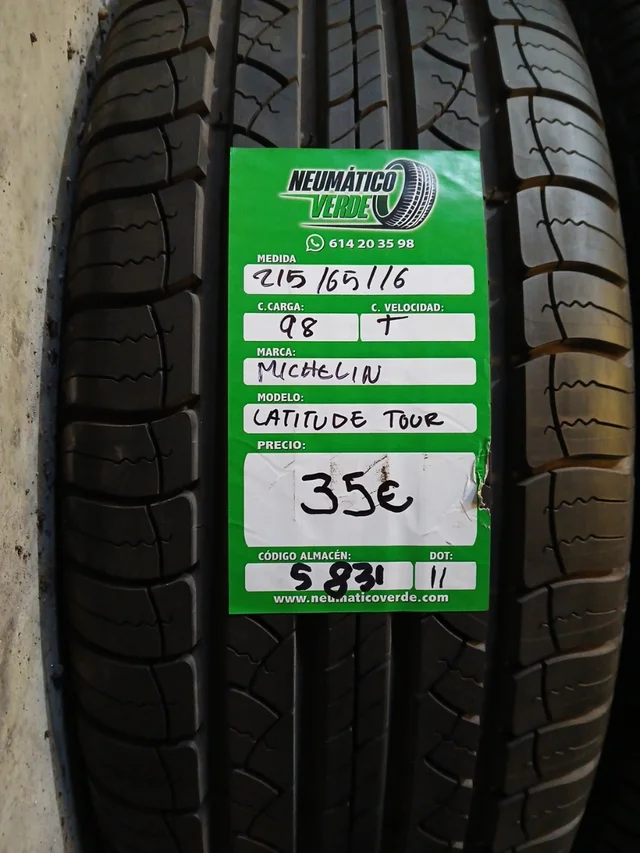 NEUMÁTICO
VERDE
614 20 35 98
MEDIDA
215/65/16
C.CARGA: C. VELOCIDAD:
98 T
MARCA:
MICHELIN
MODELO:
LATITUDE TOUR
PRECIO:
35€
CÓDIGO ALMACÉN: DOT:
S 831 11
www.neumaticoverde.com